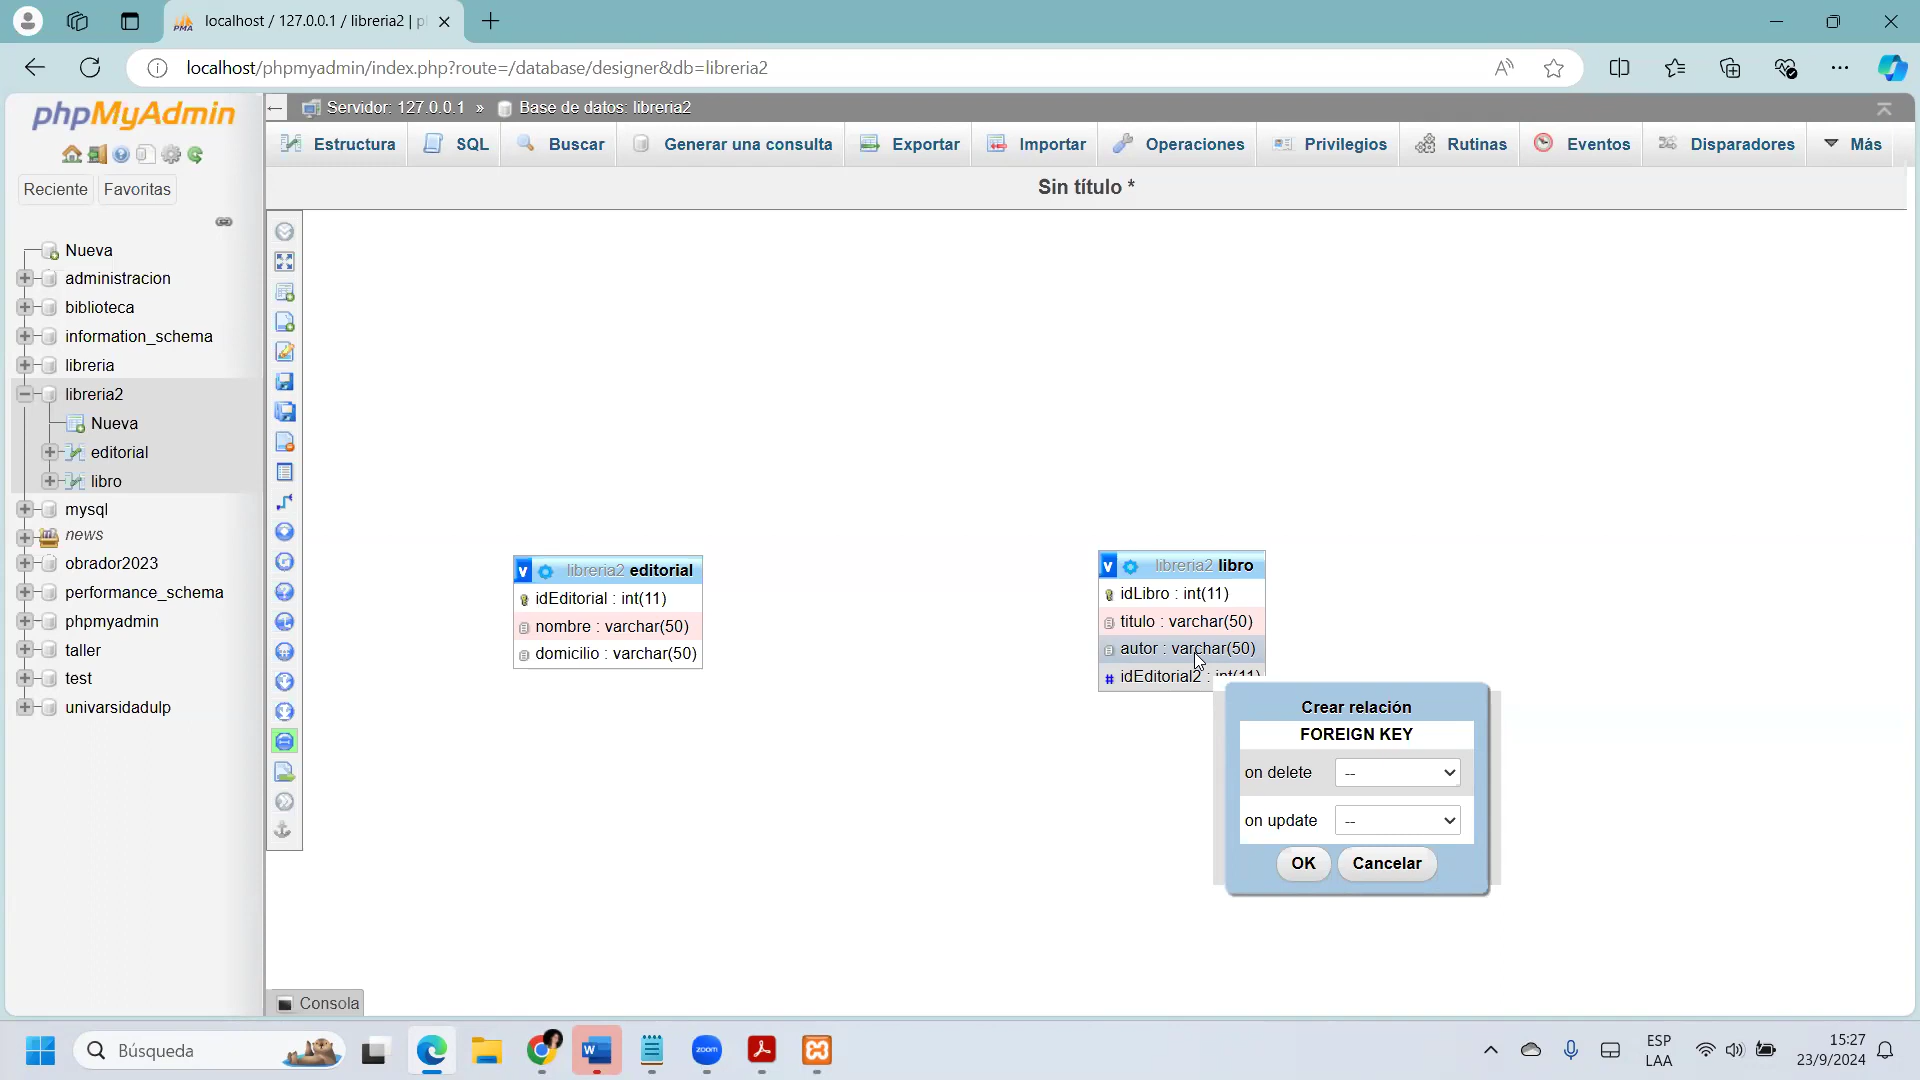 localhost / 127.0.0.1 / libreria2 | p
localhost/phpmyadmin/index.php?route=/database/designer&db=libreria2
phpMyAdmin
Servidor: 127.0.0.1 » Base de datos: libreria2
Estructura SQL Buscar Generar una consulta Exportar Importar Operaciones Privilegios Rutinas Eventos Disparadores Más
Sin título *
Reciente Favoritas
Nueva
administracion
biblioteca
information_schema
libreria
libreria2
Nueva
editorial
libro
mysql
news
obrador2023
performance_schema
phpmyadmin
taller
test
univarsidadulp
v libreria2 editorial
idEditorial : int(11)
nombre : varchar(50)
domicilio : varchar(50)
v libreria2 libro
idLibro : int(11)
titulo : varchar(50)
autor : varchar(50)
# idEditorial2 : int(11)
Crear relación
FOREIGN KEY
on delete --
on update --
OK Cancelar
Consola
Búsqueda
zoom
ESP
LAA
15:27
23/9/2024